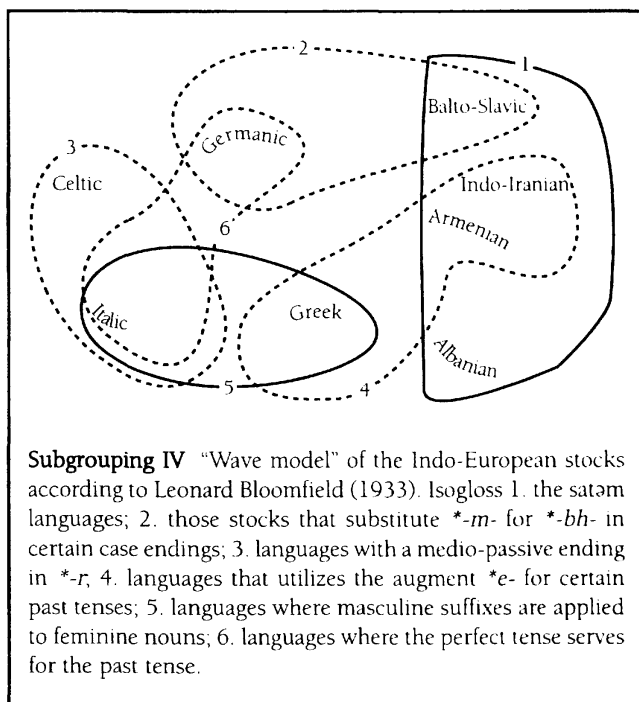 2
1
Balto-Slavic
Germanic
3
Celtic
Indo-Iranian
Armenian
6
Italic
Greek
Albanian
5
4
Subgrouping IV "Wave model" of the Indo-European stocks
according to Leonard Bloomfield (1933). Isogloss 1. the satəm
languages; 2. those stocks that substitute *-m- for *-bh- in
certain case endings; 3. languages with a medio-passive ending
in *-r; 4. languages that utilizes the augment *e- for certain
past tenses; 5. languages where masculine suffixes are applied
to feminine nouns; 6. languages where the perfect tense serves
for the past tense.